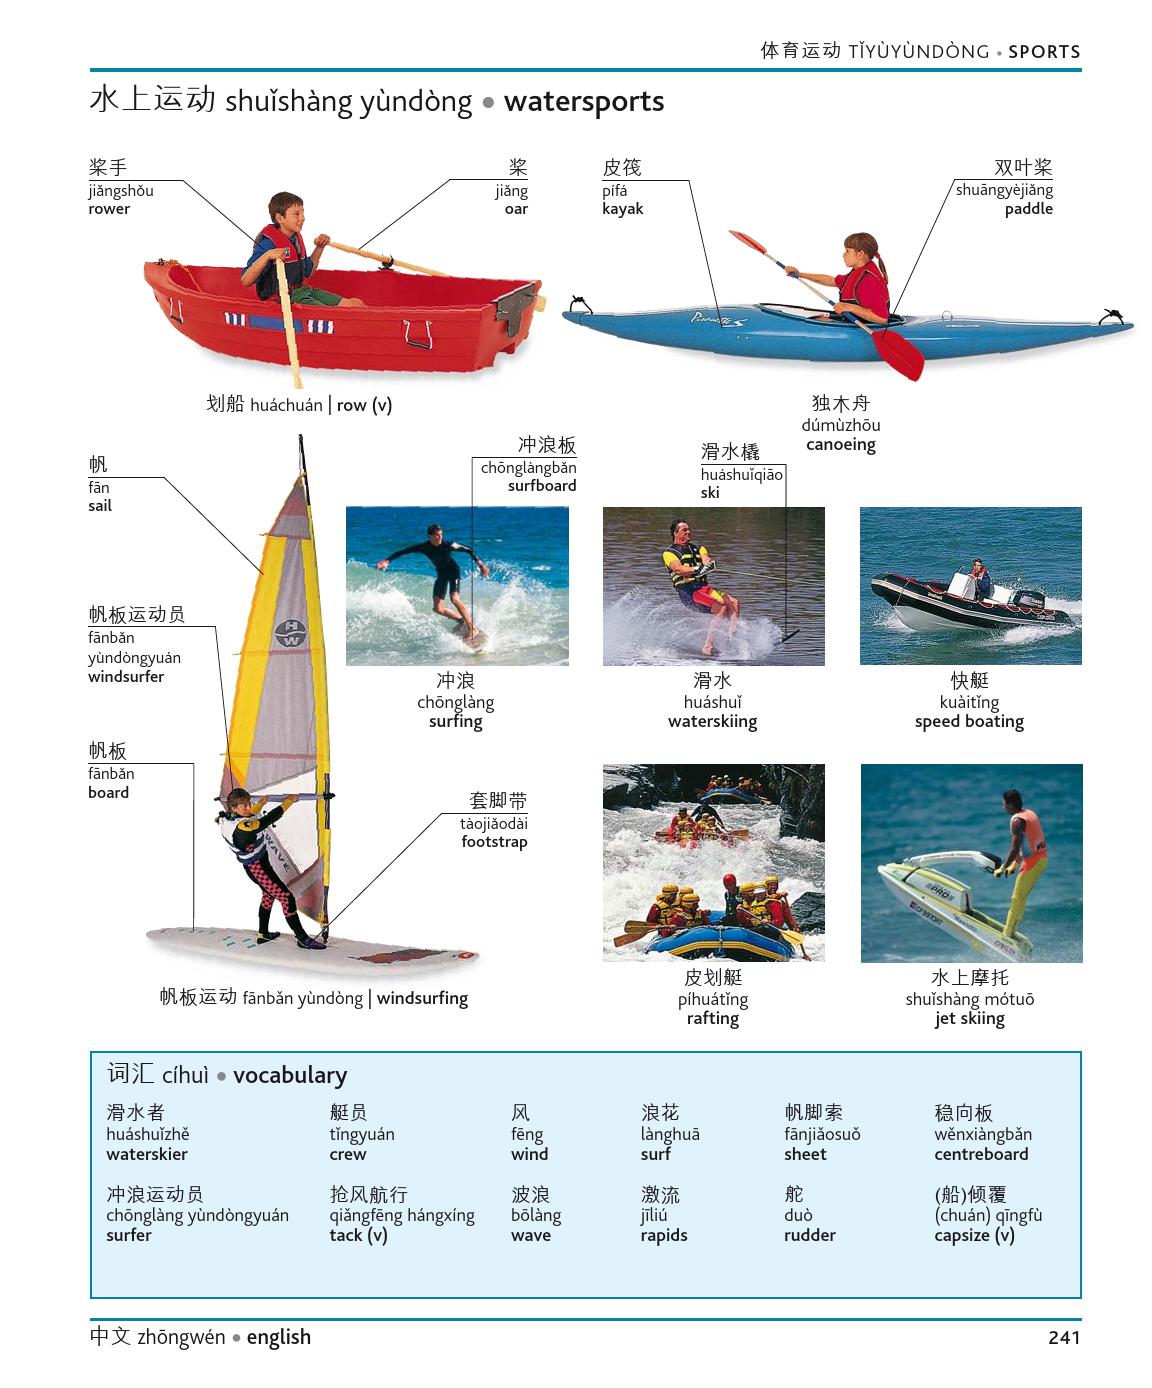 体育运动 TǏYÙYÙNDÒNG • SPORTS
水上运动 shuǐshàng yùndòng • watersports
桨手
jiǎngshǒu
rower
桨
jiǎng
oar
皮筏
pífá
kayak
双叶桨
shuāngyèjiǎng
paddle
划船 huáchuán | row (v)
独木舟
dúmùzhōu
canoeing
帆
fān
sail
冲浪板
chōnglàngbǎn
surfboard
滑水橇
huáshuǐqiāo
ski
帆板运动员
fānbǎn
yùndòngyuán
windsurfer
H
W
冲浪
chōnglàng
surfing
滑水
huáshuǐ
waterskiing
快艇
kuàitǐng
speed boating
帆板
fānbǎn
board
套脚带
tàojiǎodài
footstrap
WAVE
PRO
帆板运动 fānbǎn yùndòng | windsurfing
皮划艇
píhuátǐng
rafting
水上摩托
shuǐshàng mótuō
jet skiing
词汇 cíhuì • vocabulary
滑水者
huáshuǐzhě
waterskier
艇员
tǐngyuán
crew
风
fēng
wind
浪花
lànghuā
surf
帆脚索
fānjiǎosuǒ
sheet
稳向板
wěnxiàngbǎn
centreboard
冲浪运动员
chōnglàng yùndòngyuán
surfer
抢风航行
qiǎngfēng hángxíng
tack (v)
波浪
bōlàng
wave
激流
jīliú
rapids
舵
duò
rudder
(船)倾覆
(chuán) qīngfù
capsize (v)
中文 zhōngwén • english
241